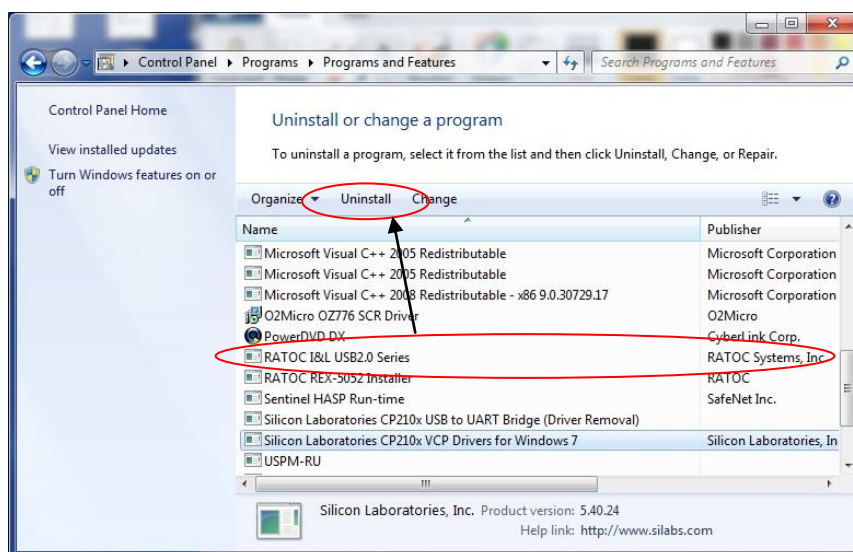 Control Panel ▸ Programs ▸ Programs and Features
Search Programs and Features
Control Panel Home
View installed updates
Turn Windows features on or
off
Uninstall or change a program
To uninstall a program, select it from the list and then click Uninstall, Change, or Repair.
Organize Uninstall Change
Name Publisher
Microsoft Visual C++ 2005 Redistributable Microsoft Corporation
Microsoft Visual C++ 2005 Redistributable Microsoft Corporation
Microsoft Visual C++ 2008 Redistributable - x86 9.0.30729.17 Microsoft Corporation
O2Micro OZ776 SCR Driver O2Micro
PowerDVD DX CyberLink Corp.
RATOC I&L USB2.0 Series RATOC Systems, Inc.
RATOC REX-5052 Installer RATOC
Sentinel HASP Run-time SafeNet Inc.
Silicon Laboratories CP210x USB to UART Bridge (Driver Removal)
Silicon Laboratories CP210x VCP Drivers for Windows 7 Silicon Laboratories, In
USPM-RU
Silicon Laboratories, Inc. Product version: 5.40.24
Help link: http://www.silabs.com